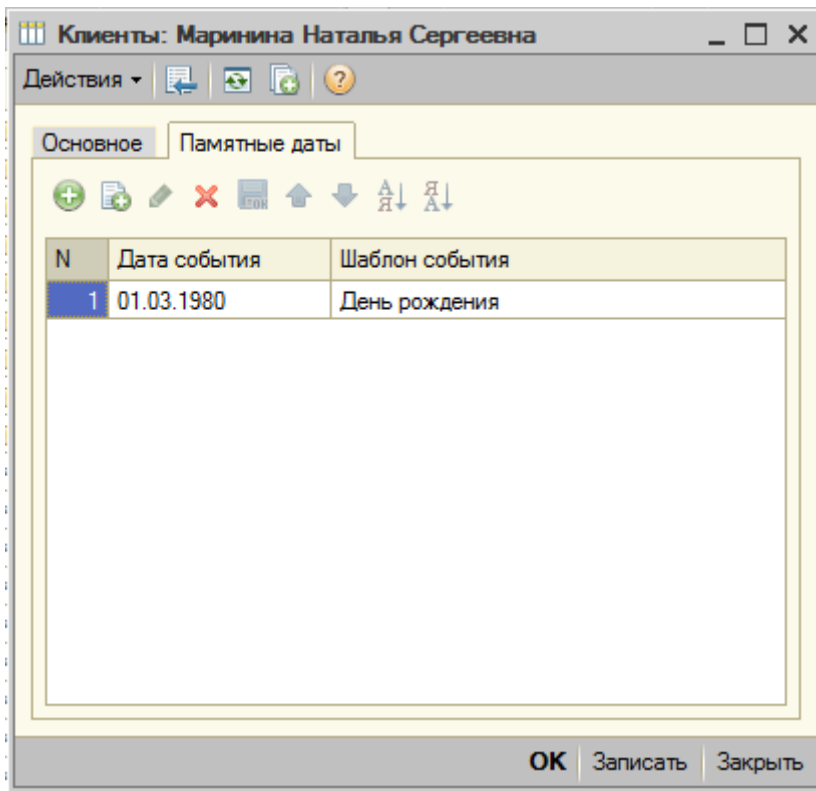 Клиенты: Маринина Наталья Сергеевна
Действия
Основное Памятные даты
N Дата события Шаблон события
1 01.03.1980 День рождения
ОК Записать Закрыть